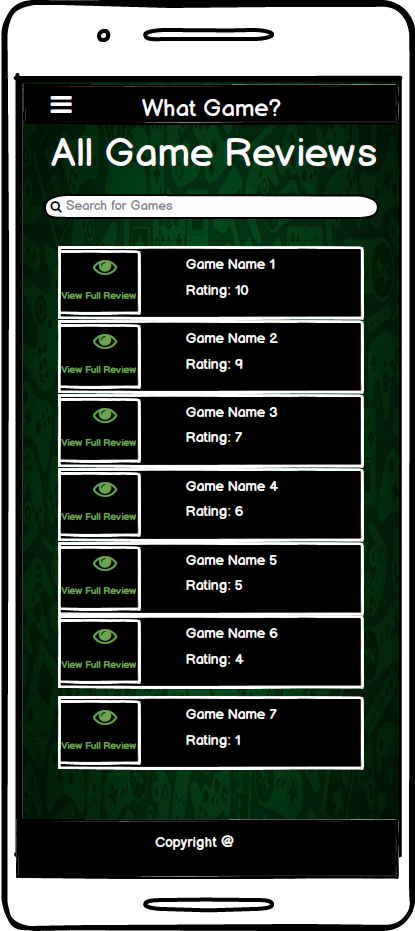 What Game?
All Game Reviews
Search for Games
Game Name 1
View Full Review
Rating: 10
Game Name 2
View Full Review
Rating: 9
Game Name 3
View Full Review
Rating: 7
Game Name 4
View Full Review
Rating: 6
Game Name 5
View Full Review
Rating: 5
Game Name 6
View Full Review
Rating: 4
Game Name 7
View Full Review
Rating: 1
Copyright @